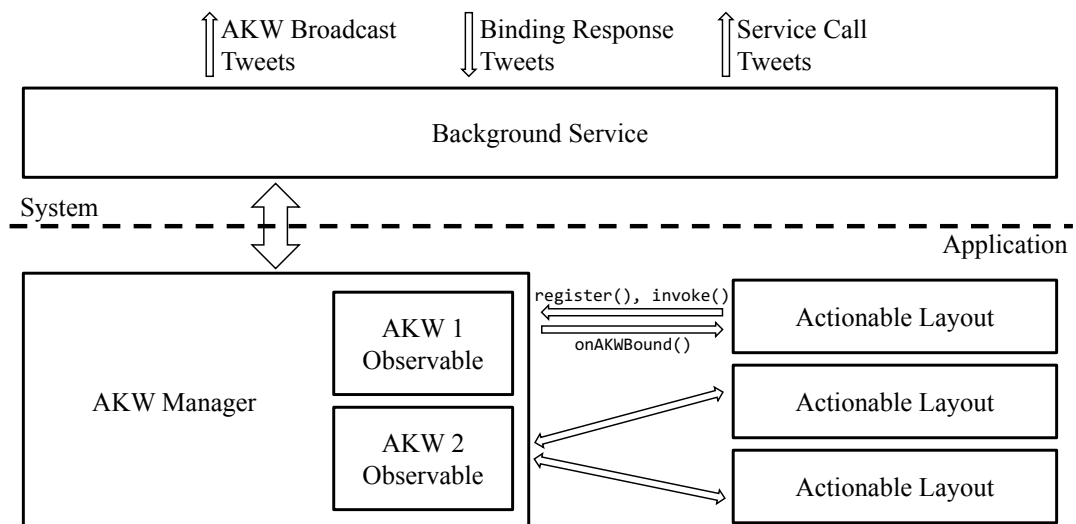 AKW Broadcast
Tweets
Binding Response
Tweets
Service Call
Tweets
Background Service
System
Application
AKW Manager
AKW 1
Observable
AKW 2
Observable
register(), invoke()
onAKWBound()
Actionable Layout
Actionable Layout
Actionable Layout